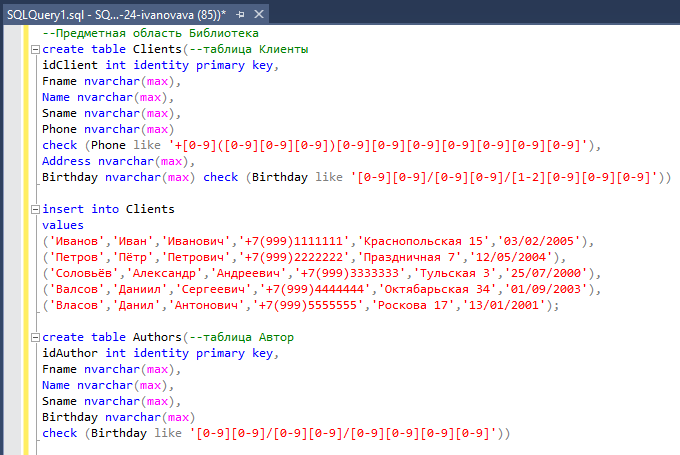 SQLQuery1.sql - SQ...-24-ivanovava (85))*
--Предметная область Библиотека
create table Clients(--таблица Клиенты
idClient int identity primary key,
Fname nvarchar(max),
Name nvarchar(max),
Sname nvarchar(max),
Phone nvarchar(max)
check (Phone like '+[0-9]([0-9][0-9][0-9])[0-9][0-9][0-9][0-9][0-9][0-9][0-9]'),
Address nvarchar(max),
Birthday nvarchar(max) check (Birthday like '[0-9][0-9]/[0-9][0-9]/[1-2][0-9][0-9][0-9]'))
insert into Clients
values
('Иванов','Иван','Иванович','+7(999)1111111','Краснопольская 15','03/02/2005'),
('Петров','Пётр','Петрович','+7(999)2222222','Праздничная 7','12/05/2004'),
('Соловьёв','Александр','Андреевич','+7(999)3333333','Тульская 3','25/07/2000'),
('Валсов','Даниил','Сергеевич','+7(999)4444444','Октябарьская 34','01/09/2003'),
('Власов','Данил','Антонович','+7(999)5555555','Роскова 17','13/01/2001');
create table Authors(--таблица Автор
idAuthor int identity primary key,
Fname nvarchar(max),
Name nvarchar(max),
Sname nvarchar(max),
Birthday nvarchar(max)
check (Birthday like '[0-9][0-9]/[0-9][0-9]/[0-9][0-9][0-9][0-9]'))